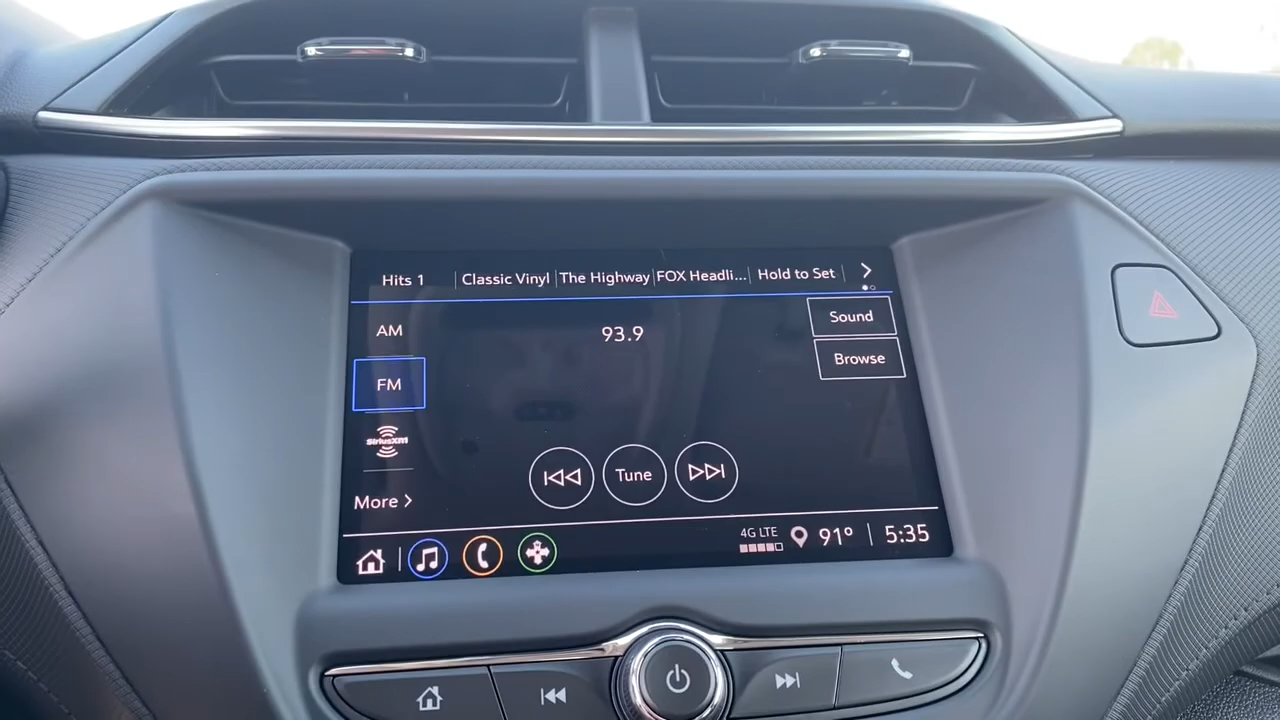 Hits 1 Classic Vinyl The Highway FOX Headli... Hold to Set
AM
93.9
Sound
FM
Browse
SiriusXM
Tune
More
4G LTE 91° 5:35